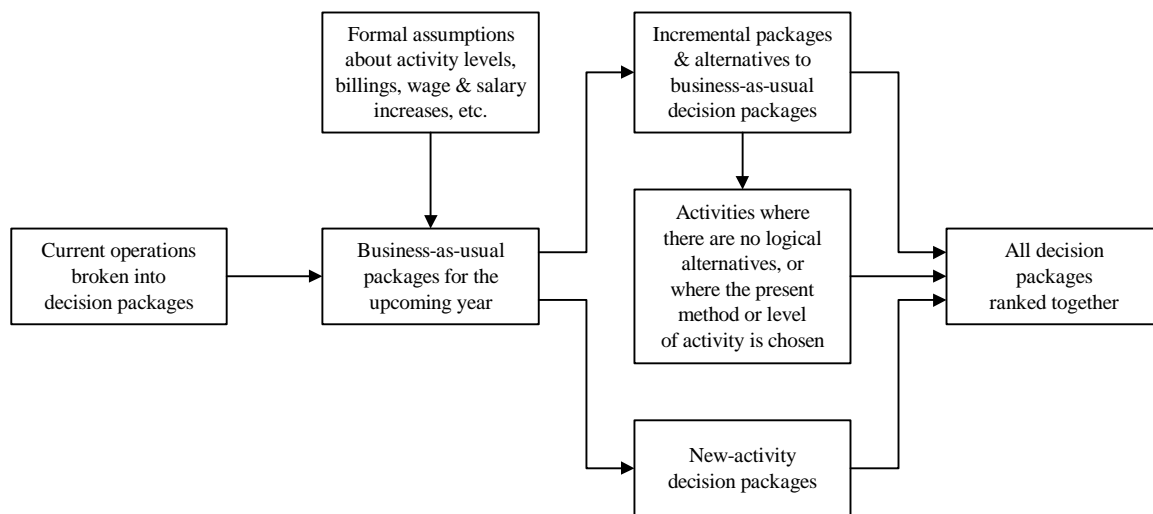 Formal assumptions
about activity levels,
billings, wage & salary
increases, etc.
Incremental packages
& alternatives to
business-as-usual
decision packages
Current operations
broken into
decision packages
Business-as-usual
packages for the
upcoming year
Activities where
there are no logical
alternatives, or
where the present
method or level
of activity is chosen
All decision
packages
ranked together
New-activity
decision packages